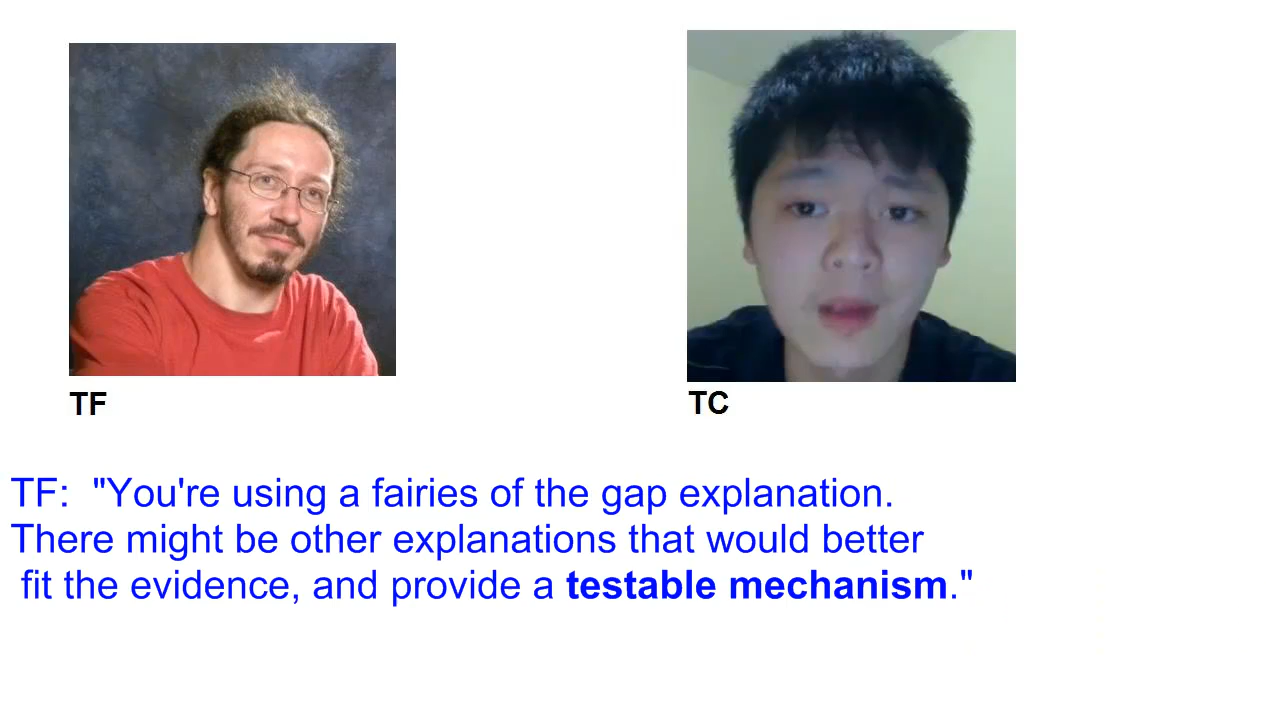 TF
TC
TF:  "You're using a fairies of the gap explanation.
There might be other explanations that would better
fit the evidence, and provide a testable mechanism."